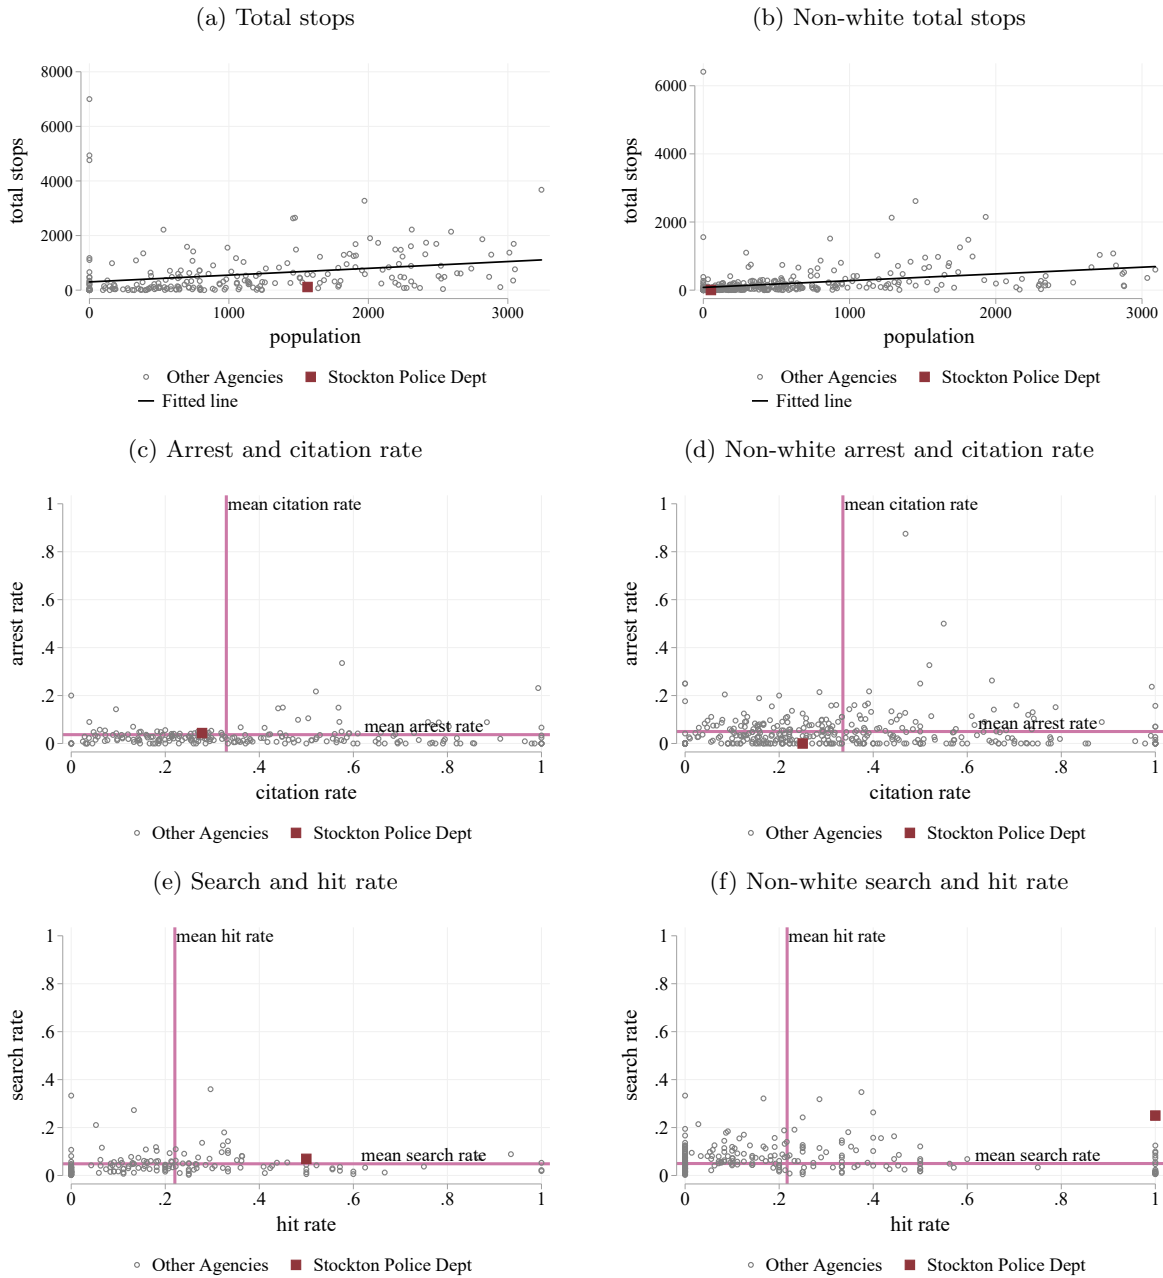 (a) Total stops
(b) Non-white total stops
8000
6000
4000
2000
0
total stops
0 1000 2000 3000
population
Other Agencies Stockton Police Dept
Fitted line
6000
4000
2000
0
total stops
0 1000 2000 3000
population
Other Agencies Stockton Police Dept
Fitted line
(c) Arrest and citation rate
(d) Non-white arrest and citation rate
1
.8
.6
.4
.2
0
arrest rate
mean citation rate
mean arrest rate
0 .2 .4 .6 .8 1
citation rate
Other Agencies Stockton Police Dept
1
.8
.6
.4
.2
0
arrest rate
mean citation rate
mean arrest rate
0 .2 .4 .6 .8 1
citation rate
Other Agencies Stockton Police Dept
(e) Search and hit rate
(f) Non-white search and hit rate
1
.8
.6
.4
.2
0
search rate
mean hit rate
mean search rate
0 .2 .4 .6 .8 1
hit rate
Other Agencies Stockton Police Dept
1
.8
.6
.4
.2
0
search rate
mean hit rate
mean search rate
0 .2 .4 .6 .8 1
hit rate
Other Agencies Stockton Police Dept